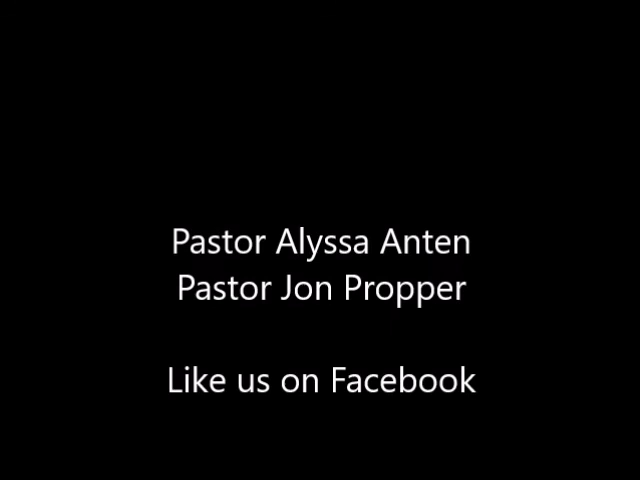 Pastor Alyssa Anten
Pastor Jon Propper
Like us on Facebook